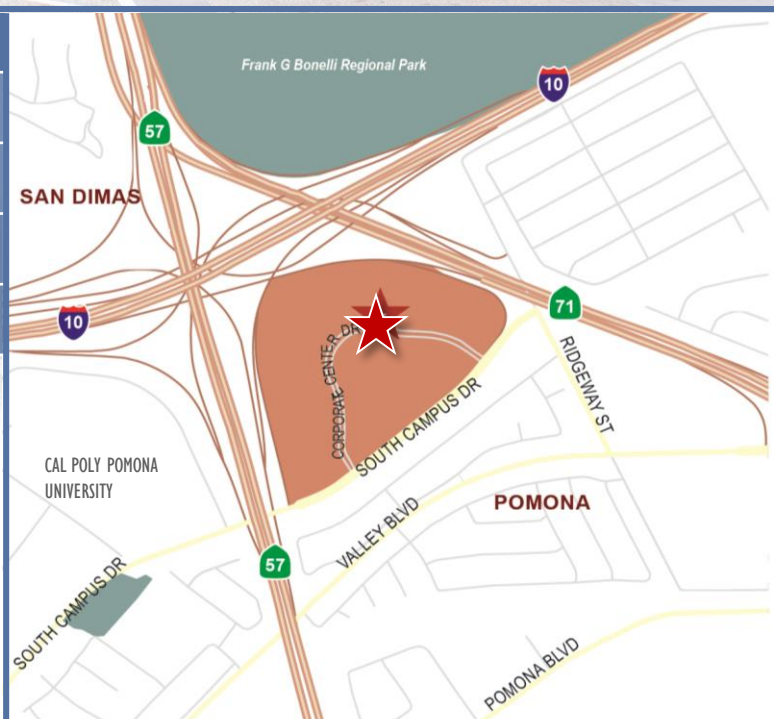 Frank G Bonelli Regional Park
10
57
SAN DIMAS
10
71
CORPORATE CENTER DR
RIDGEWAY ST
SOUTH CAMPUS DR
CAL POLY POMONA
UNIVERSITY
POMONA
VALLEY BLVD
57
SOUTH CAMPUS DR
POMONA BLVD